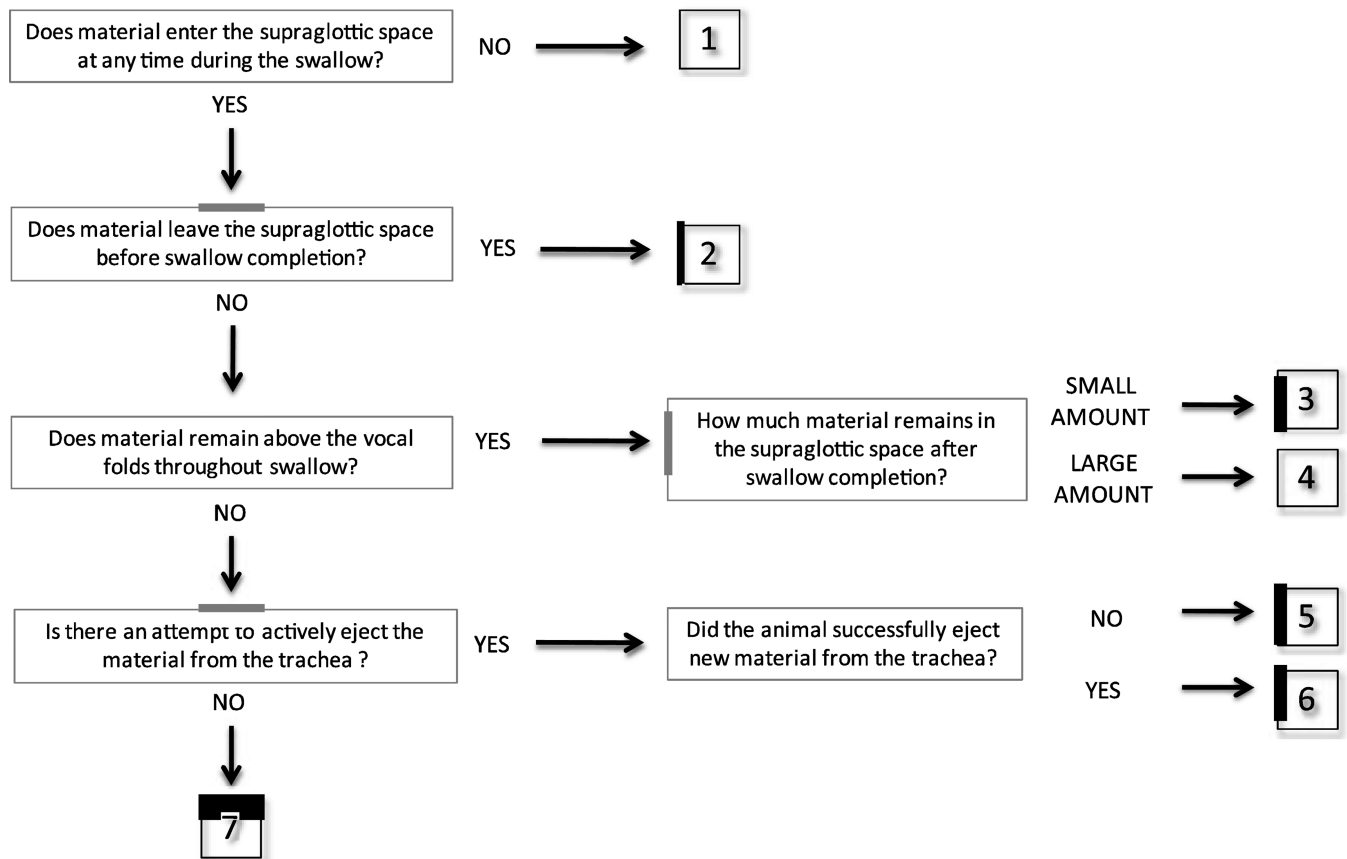 Does material enter the supraglottic space
at any time during the swallow?
NO
1
YES
Does material leave the supraglottic space
before swallow completion?
YES
2
NO
Does material remain above the vocal
folds throughout swallow?
YES
How much material remains in
the supraglottic space after
swallow completion?
SMALL
AMOUNT
3
LARGE
AMOUNT
4
NO
Is there an attempt to actively eject the
material from the trachea ?
YES
Did the animal successfully eject
new material from the trachea?
NO
5
YES
6
NO
7